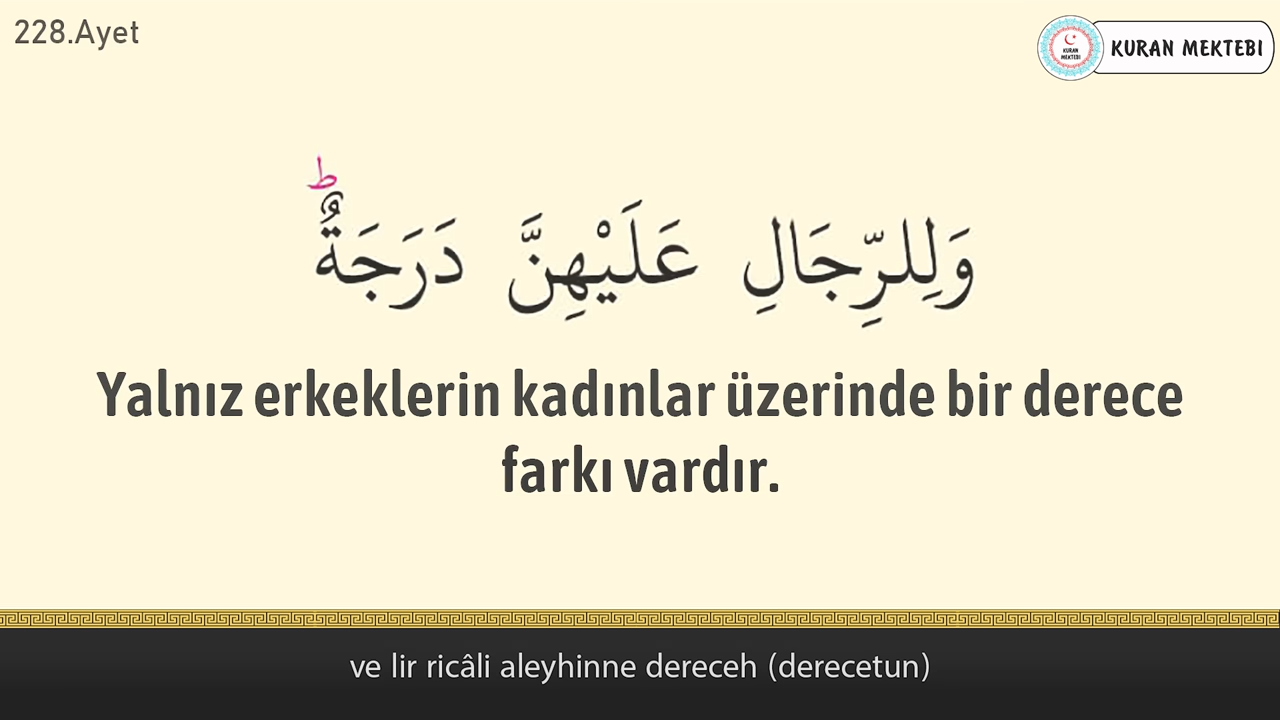 228.Ayet
KURAN MEKTEBI
KURAN
MEKTEBİ
ط
وَلِلرِّجَالِ عَلَيْهِنَّ دَرَجَةٌ
Yalnız erkeklerin kadınlar üzerinde bir derece
farkı vardır.
ve lir ricâli aleyhinne dereceh (derecetun)